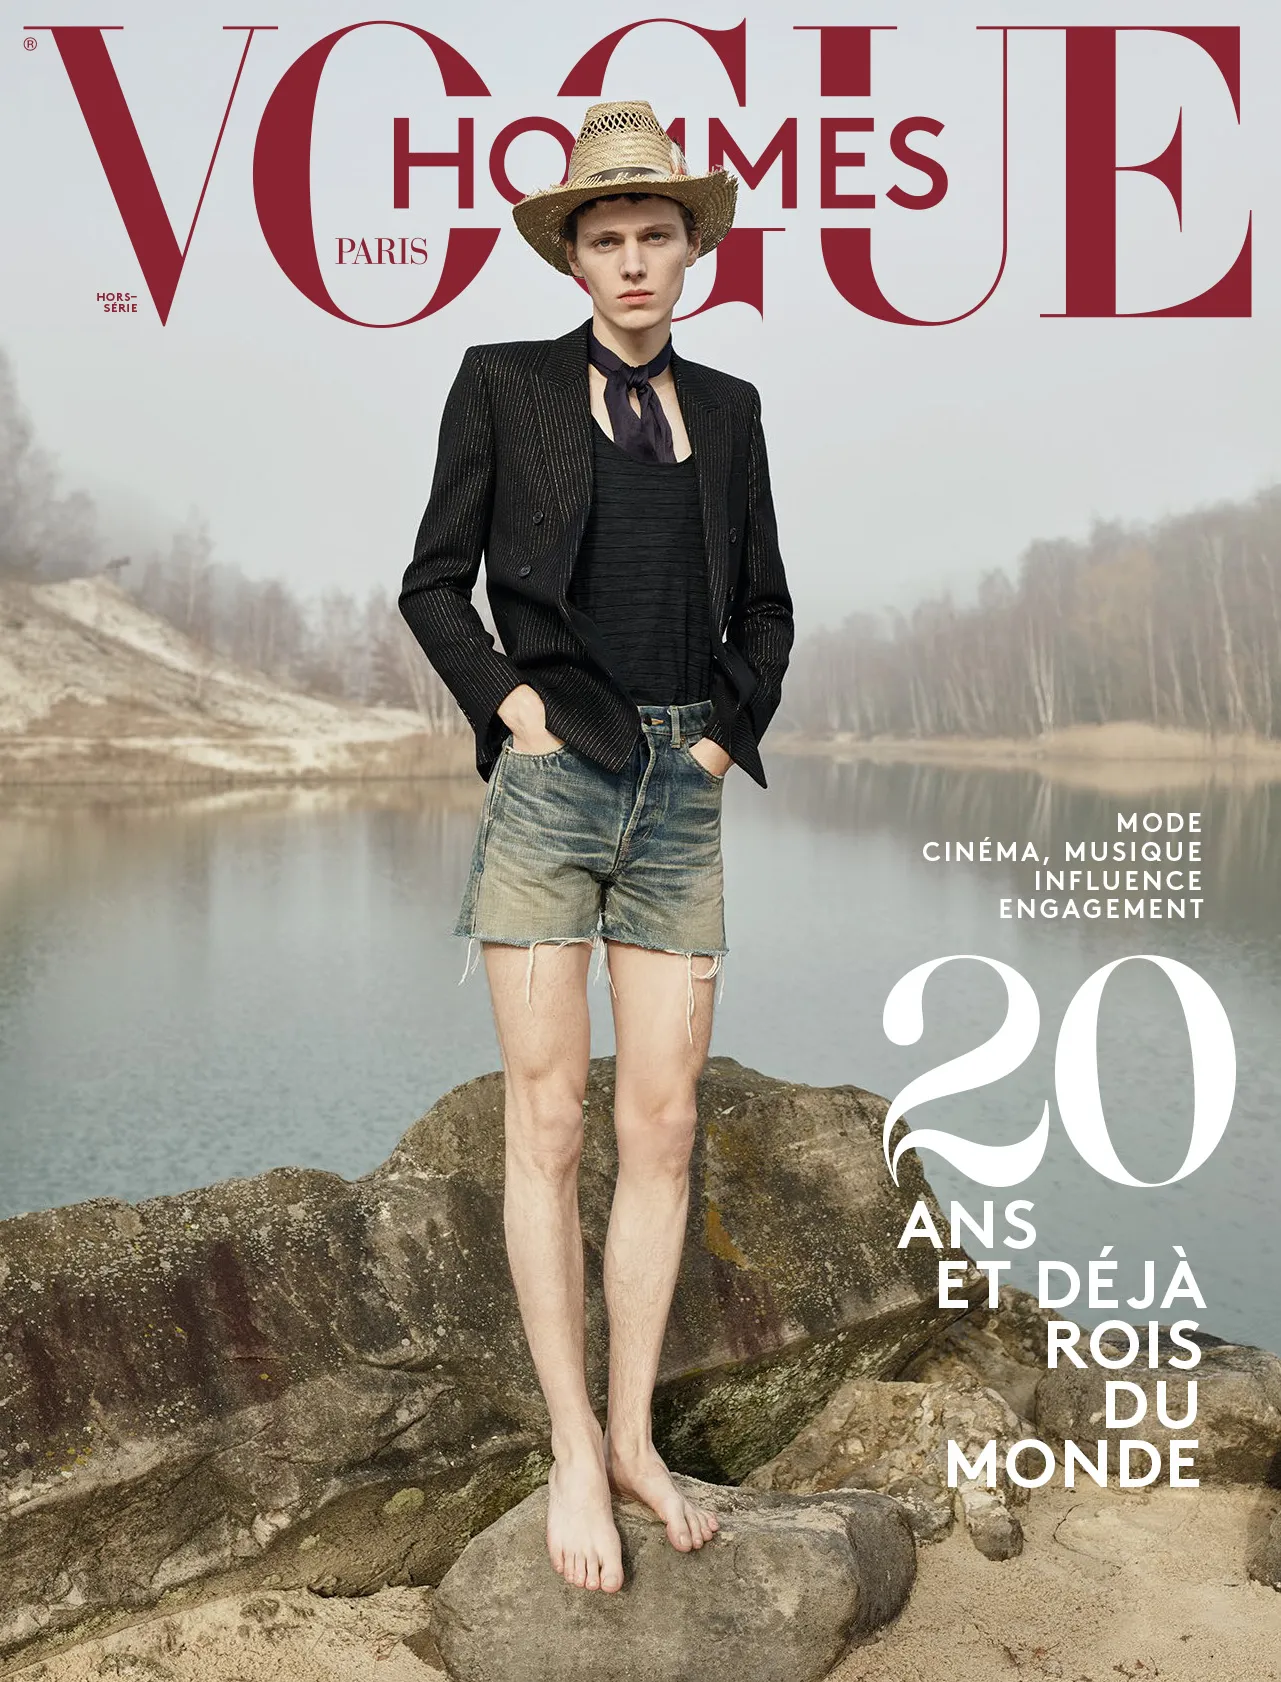 ®
VOGUE
HOMMES
PARIS
HORS-
SÉRIE
MODE
CINÉMA, MUSIQUE
INFLUENCE
ENGAGEMENT
20
ANS
ET DÉJÀ
ROIS
DU
MONDE